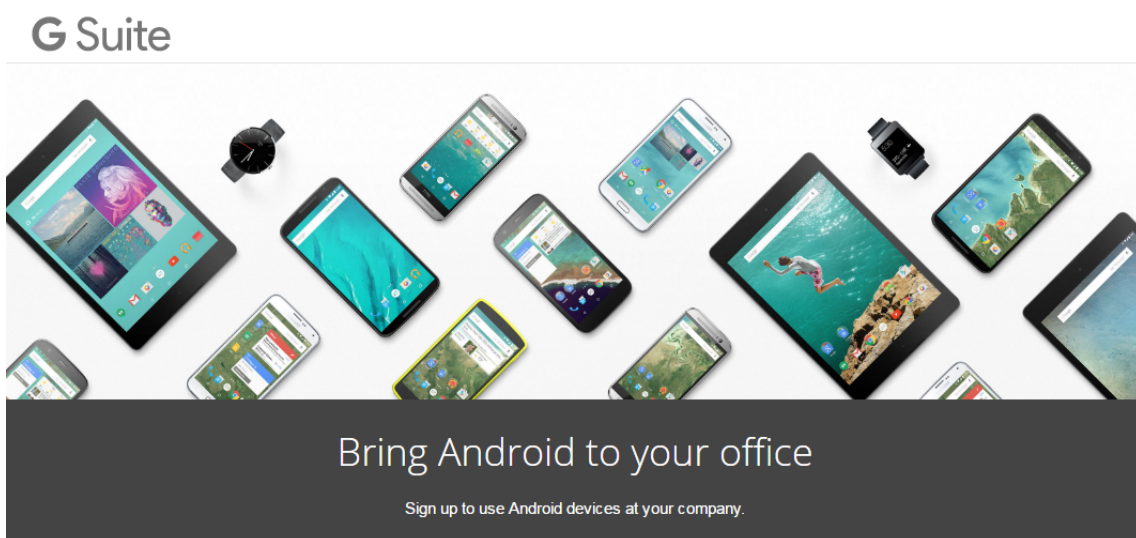 G Suite
Bring Android to your office
Sign up to use Android devices at your company.